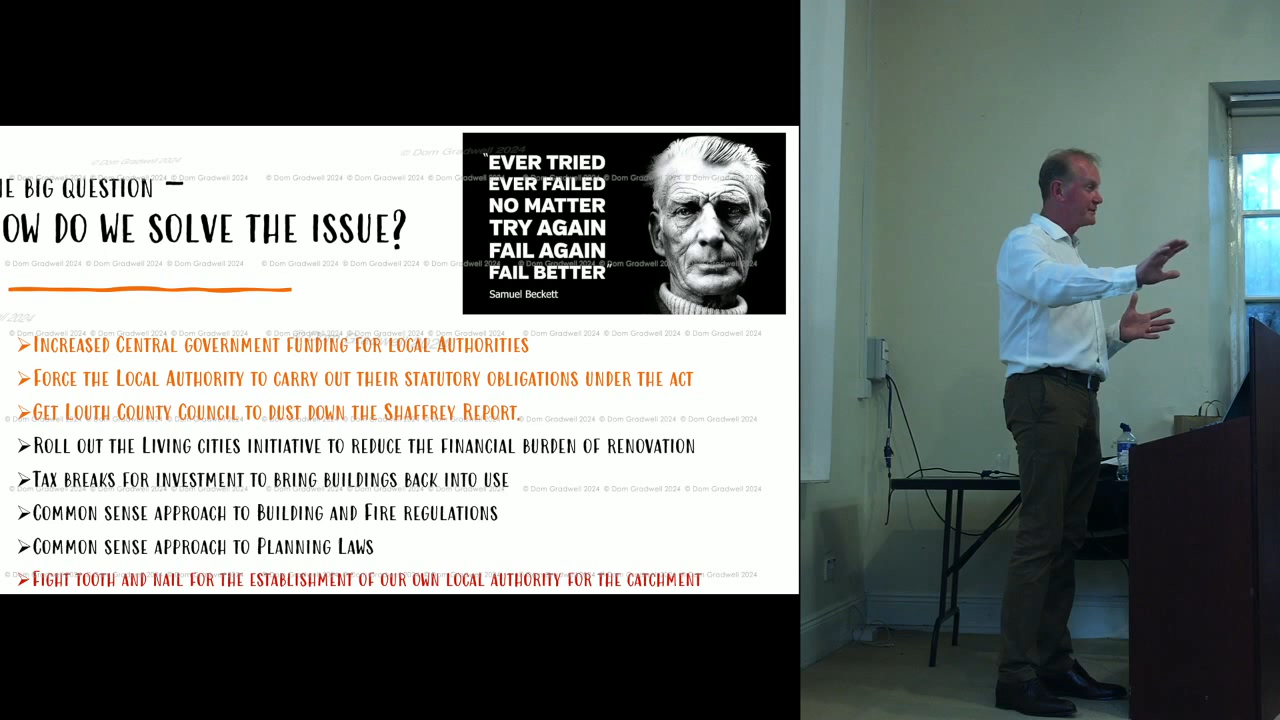 HE BIG QUESTION –
OW DO WE SOLVE THE ISSUE?
"EVER TRIED
EVER FAILED
NO MATTER
TRY AGAIN
FAIL AGAIN
FAIL BETTER"
Samuel Beckett
➢INCREASED CENTRAL GOVERNMENT FUNDING FOR LOCAL AUTHORITIES
➢FORCE THE LOCAL AUTHORITY TO CARRY OUT THEIR STATUTORY OBLIGATIONS UNDER THE ACT
➢GET LOUTH COUNTY COUNCIL TO DUST DOWN THE SHAFFREY REPORT.
➢ROLL OUT THE LIVING CITIES INITIATIVE TO REDUCE THE FINANCIAL BURDEN OF RENOVATION
➢TAX BREAKS FOR INVESTMENT TO BRING BUILDINGS BACK INTO USE
➢COMMON SENSE APPROACH TO BUILDING AND FIRE REGULATIONS
➢COMMON SENSE APPROACH TO PLANNING LAWS
➢FIGHT TOOTH AND NAIL FOR THE ESTABLISHMENT OF OUR OWN LOCAL AUTHORITY FOR THE CATCHMENT
© Dom Gradwell 2024